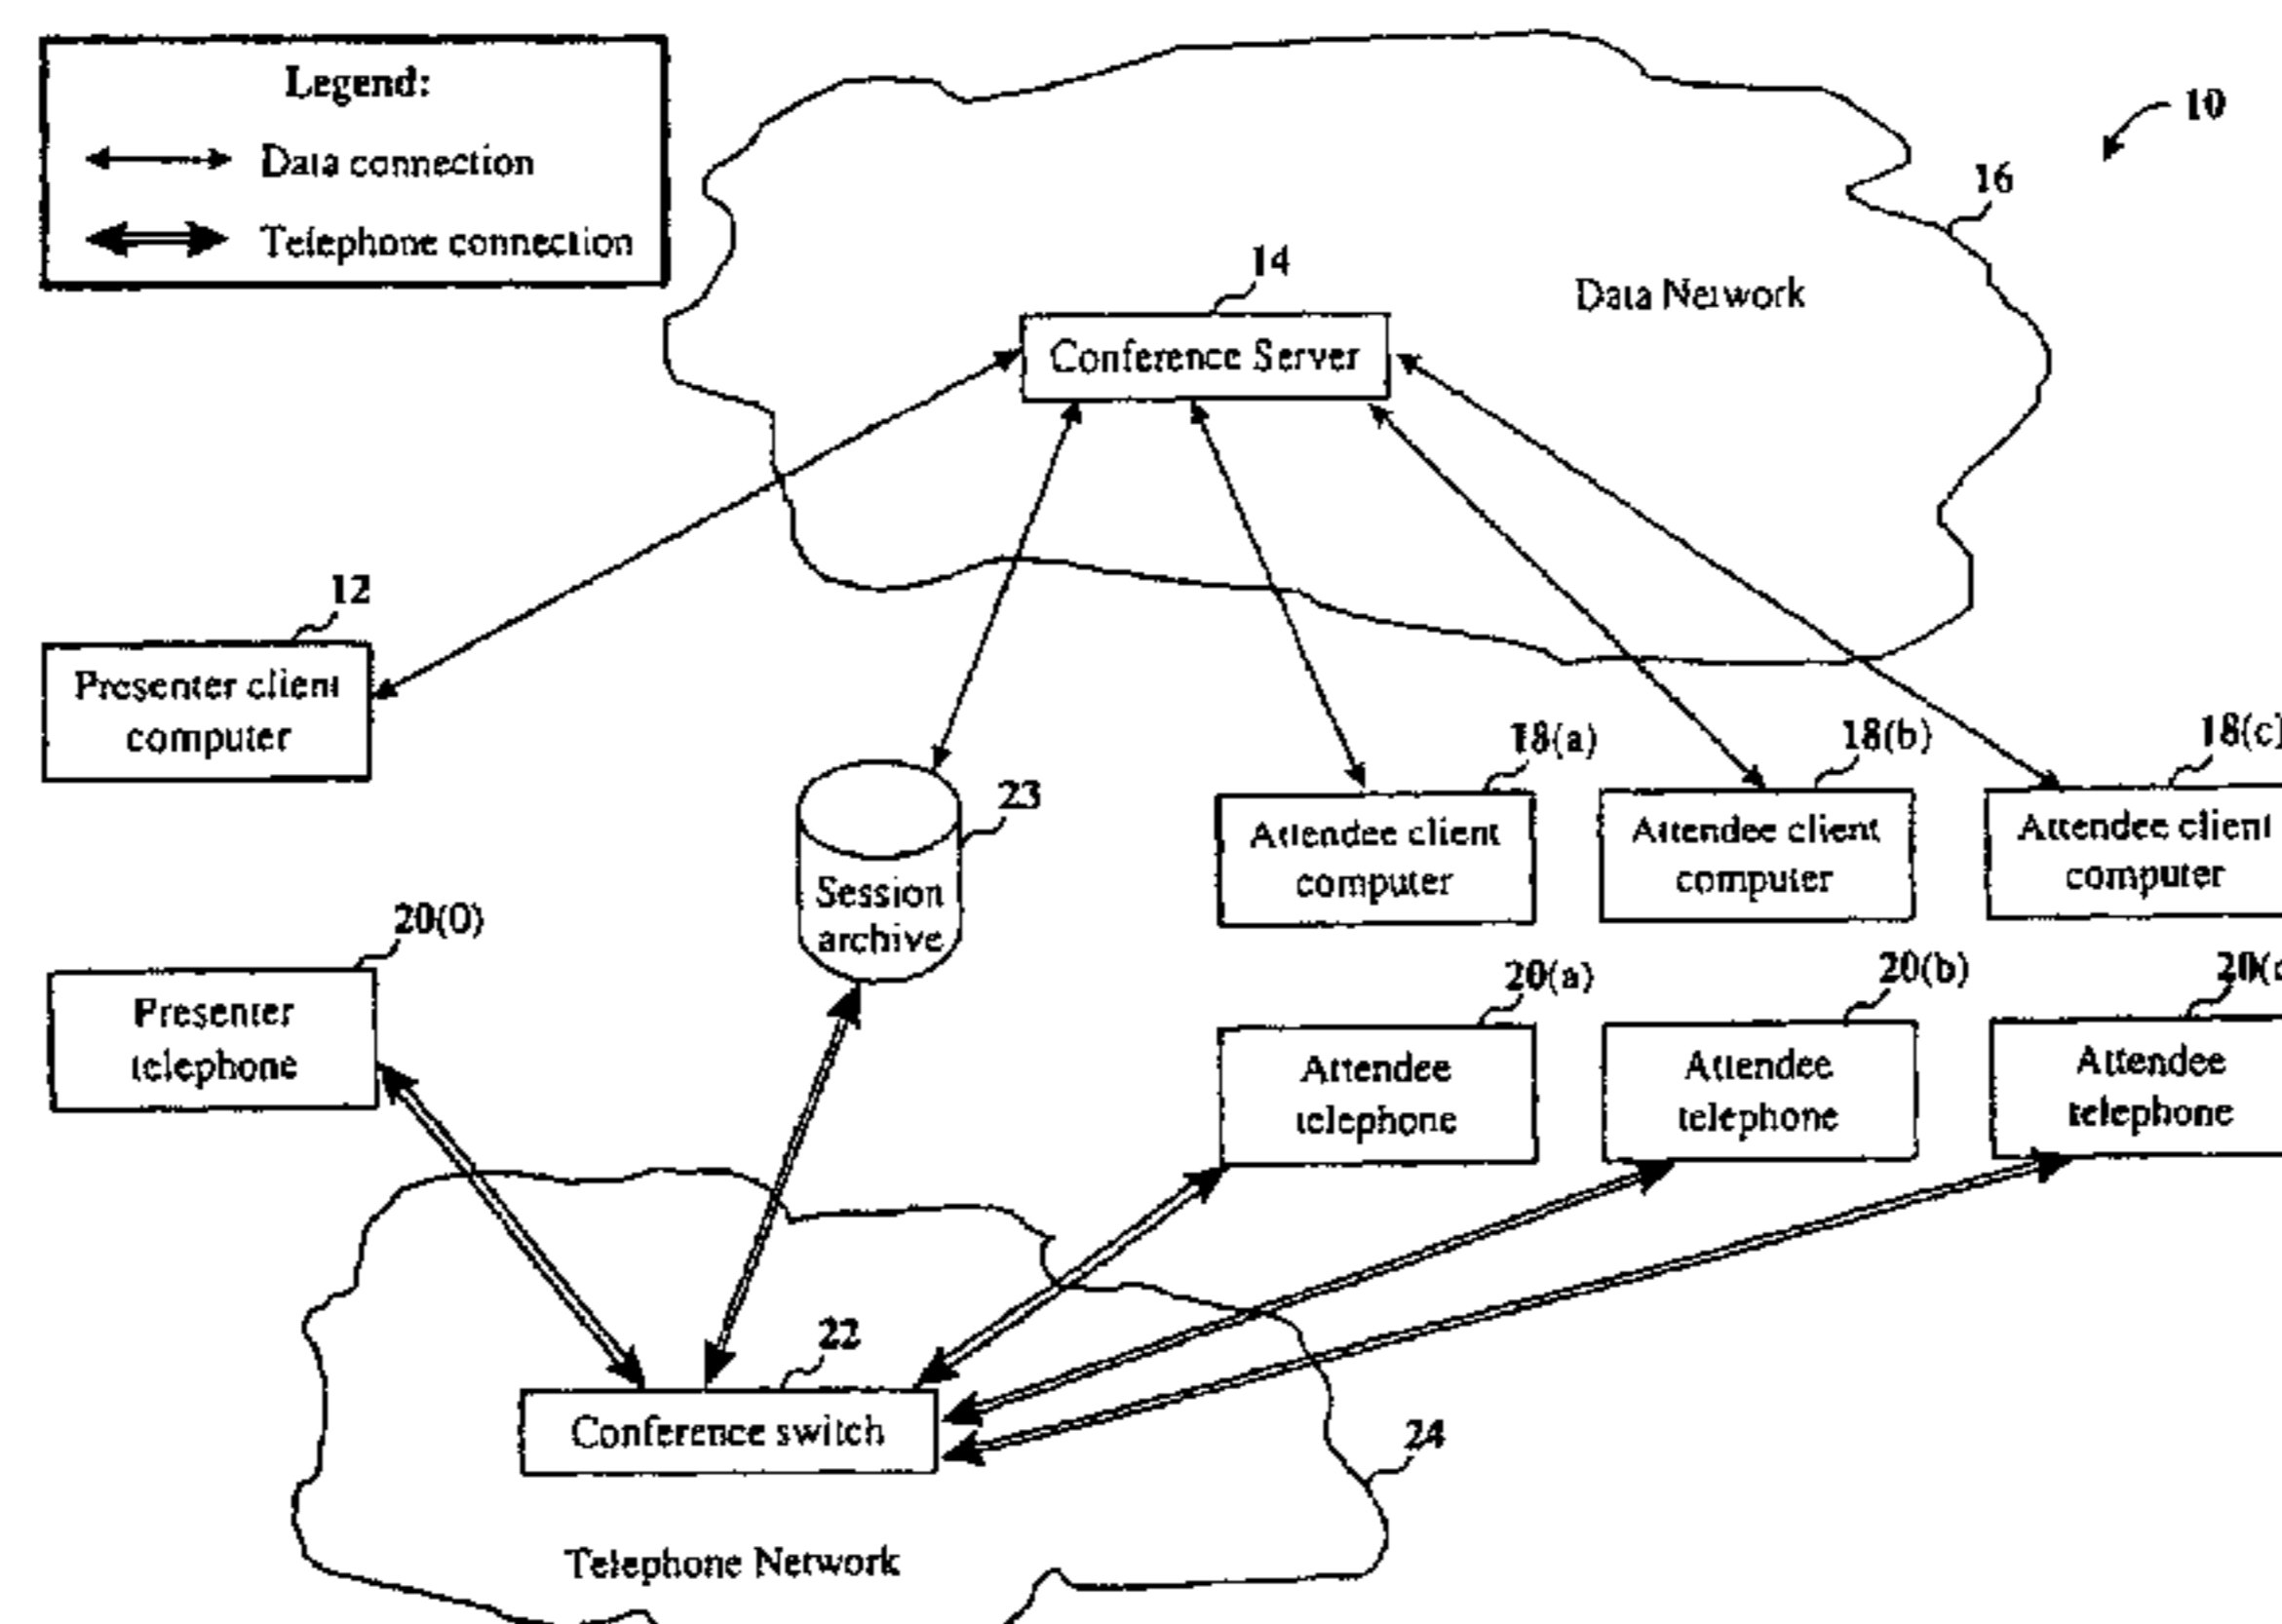 Legend:
Data connection
Telephone connection
10
16
14
Data Network
Conference Server
12
Presenter client
computer
18(a)
18(b)
18(c)
23
Attendee client
computer
Attendee client
computer
Attendee client
computer
Session
archive
20(0)
Presenter
telephone
20(a)
20(b)
20(c
Attendee
telephone
Attendee
telephone
Attendee
telephone
22
Conference switch
24
Telephone Network